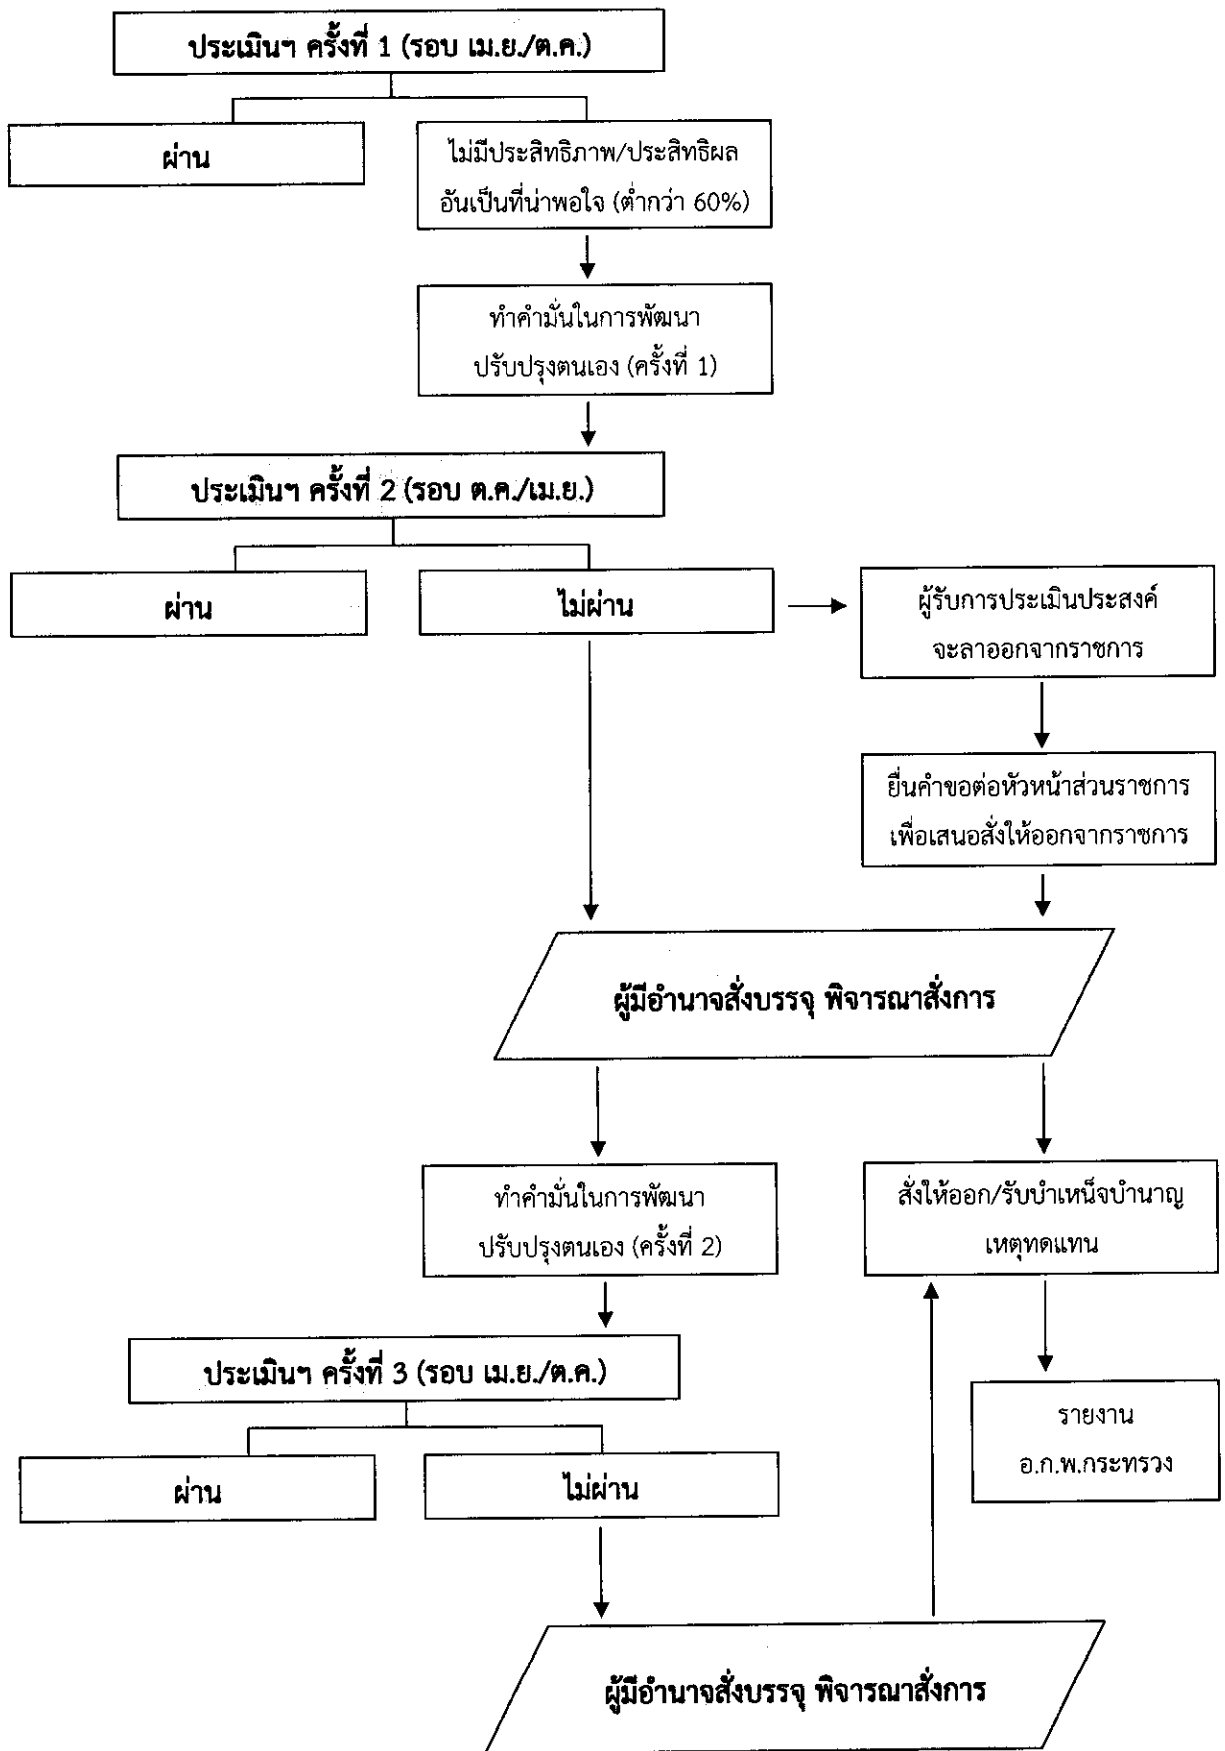 ประเมินฯ ครั้งที่ 1 (รอบ เม.ย./ต.ค.)
ผ่าน
ไม่มีประสิทธิภาพ/ประสิทธิผล
อันเป็นที่น่าพอใจ (ต่ำกว่า 60%)
ทำคำมั่นในการพัฒนา
ปรับปรุงตนเอง (ครั้งที่ 1)
ประเมินฯ ครั้งที่ 2 (รอบ ต.ค./เม.ย.)
ผ่าน
ไม่ผ่าน
ผู้รับการประเมินประสงค์
จะลาออกจากราชการ
ยื่นคำขอต่อหัวหน้าส่วนราชการ
เพื่อเสนอสั่งให้ออกจากราชการ
ผู้มีอำนาจสั่งบรรจุ พิจารณาสั่งการ
ทำคำมั่นในการพัฒนา
ปรับปรุงตนเอง (ครั้งที่ 2)
สั่งให้ออก/รับบำเหน็จบำนาญ
เหตุทดแทน
ประเมินฯ ครั้งที่ 3 (รอบ เม.ย./ต.ค.)
ผ่าน
ไม่ผ่าน
รายงาน
อ.ก.พ.กระทรวง
ผู้มีอำนาจสั่งบรรจุ พิจารณาสั่งการ